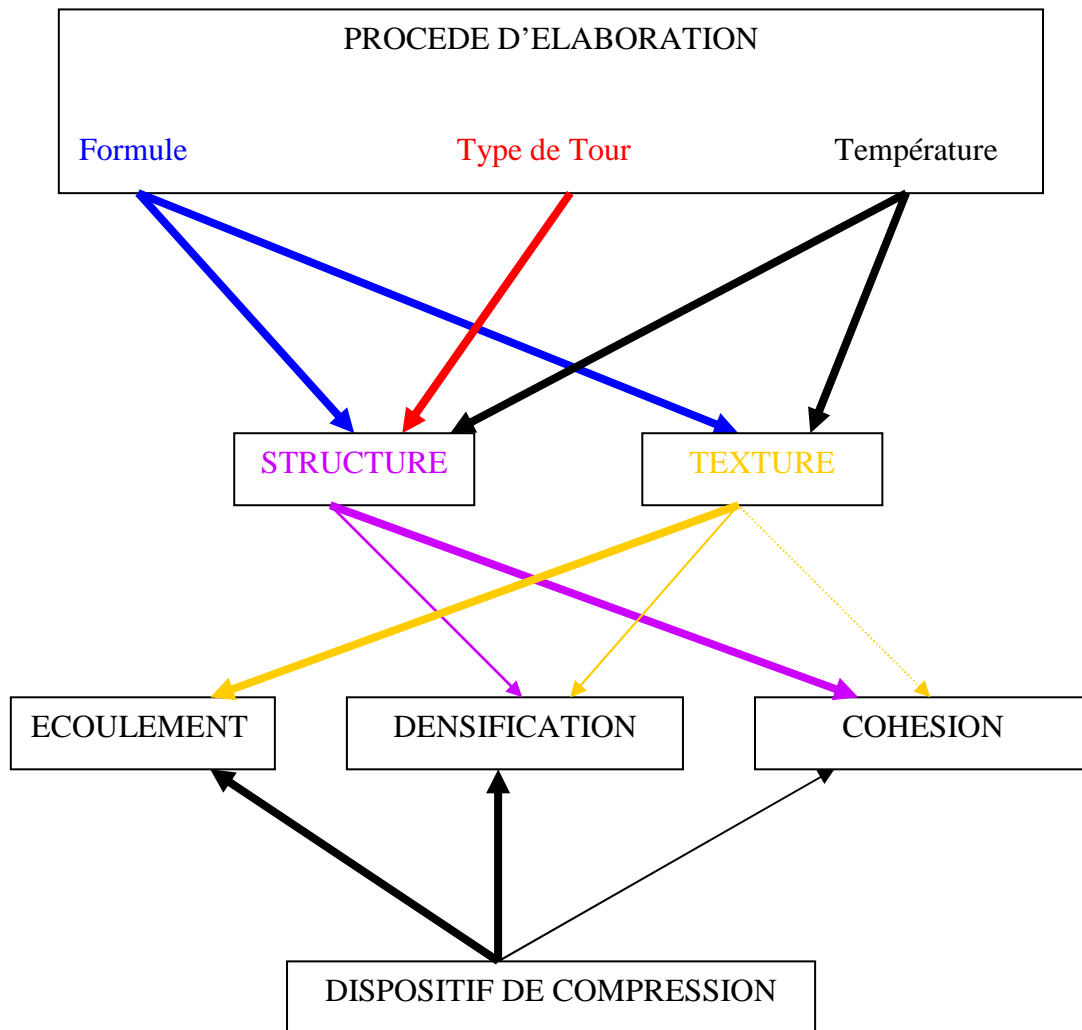 PROCEDE D'ELABORATION
Formule Type de Tour Température
STRUCTURE TEXTURE
ECOULEMENT DENSIFICATION COHESION
DISPOSITIF DE COMPRESSION